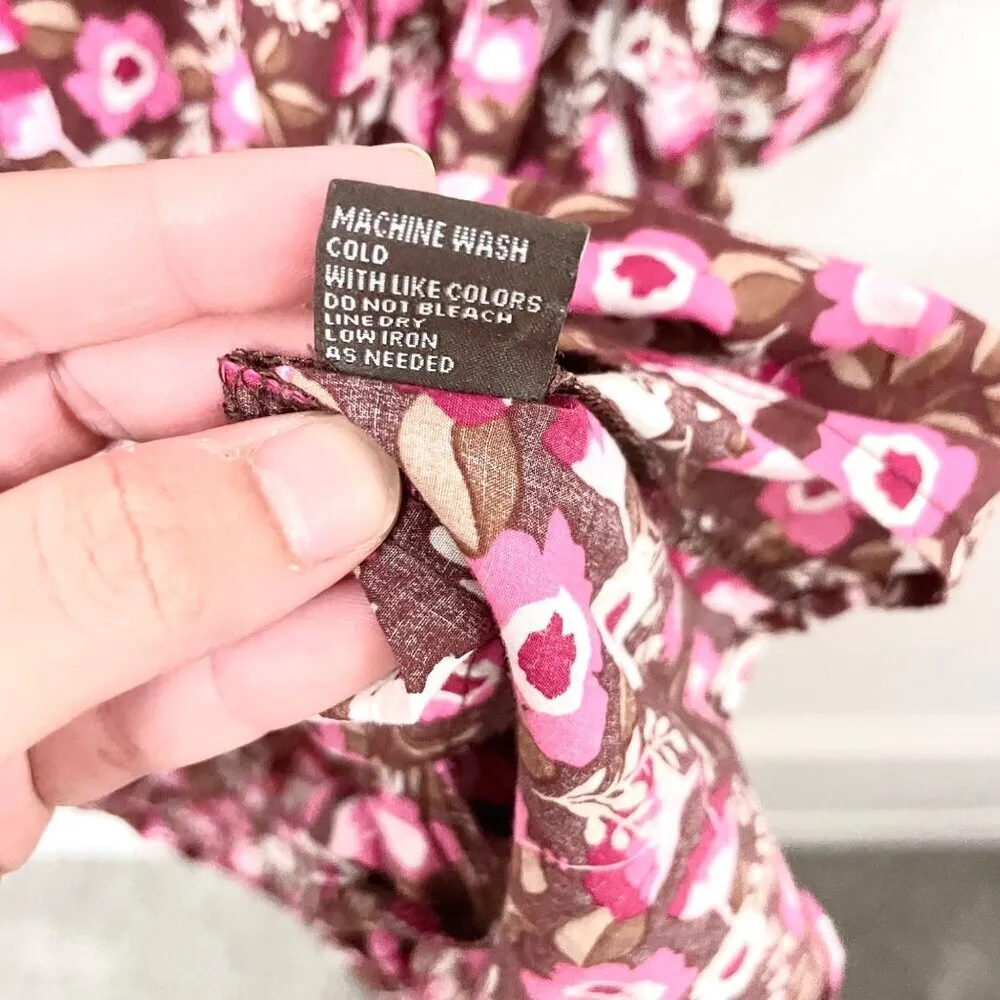 MACHINE WASH
COLD
WITH LIKE COLORS
DO NOT BLEACH
LINE DRY
LOW IRON
AS NEEDED